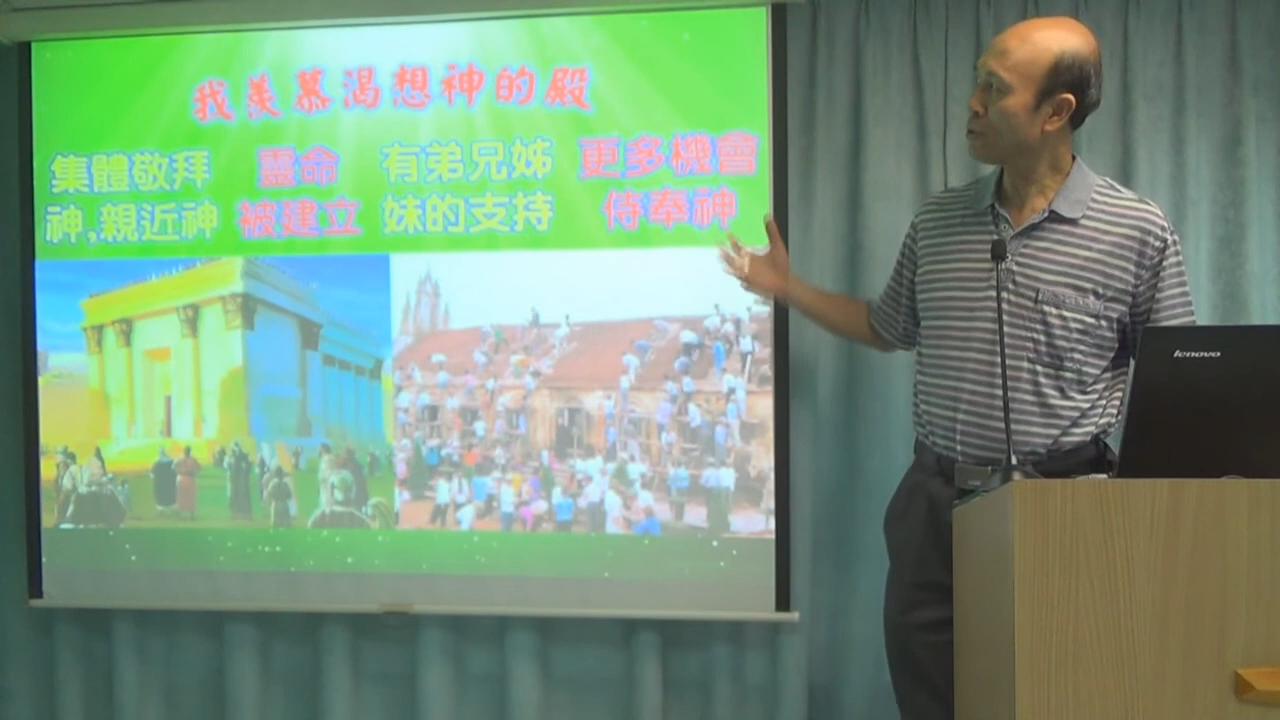 我羨慕渴想神的殿
集體敬拜
神,親近神
靈命
被建立
有弟兄姊
妹的支持
更多機會
侍奉神
lenovo